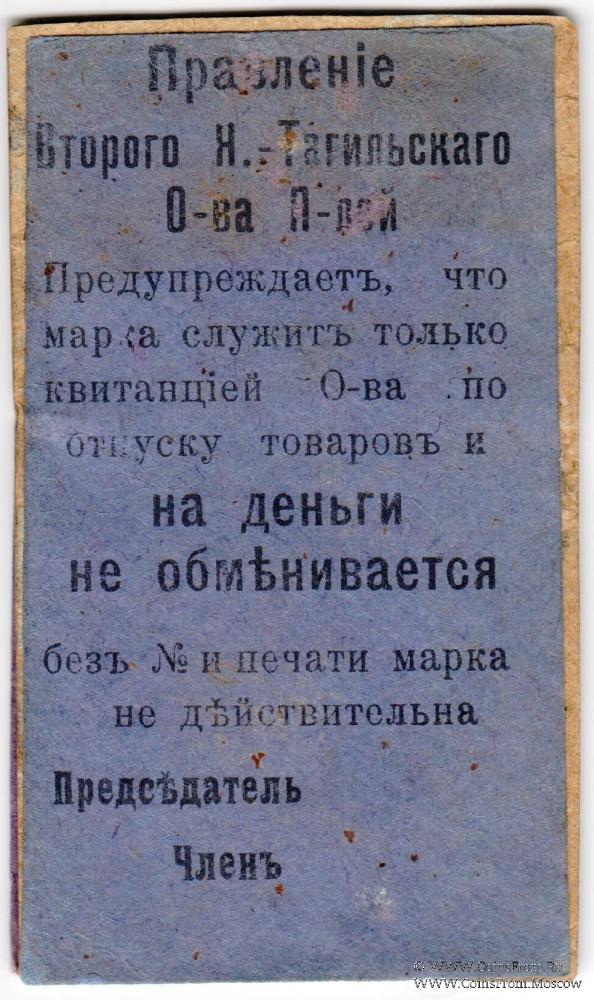 Правленіе
Второго Н.-Тагильскаго
О-ва П-лей
Предупреждаетъ, что
марка служитъ только
квитанціей О-ва по
отпуску товаровъ и
на деньги
не обмѣнивается
безъ № и печати марка
не дѣйствительна
Предсѣдатель
Членъ
© WWW.CoinsFrom.Ru
WWW.CoinsFrom.Moscow